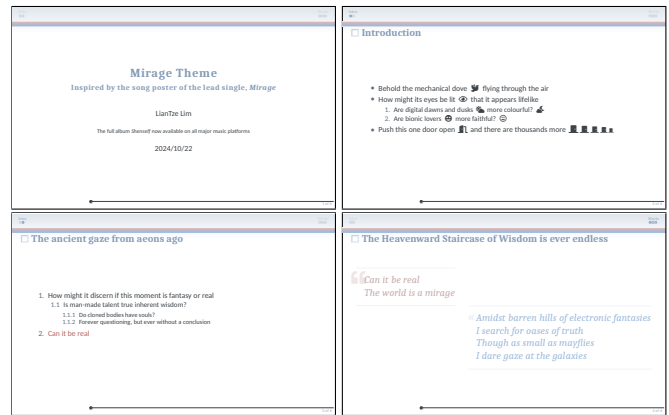 Mirage Theme
Inspired by the song poster of the lead single, Mirage
LianTze Lim
The full album Shenself now available on all major music platforms
2024/10/22
Introduction
Behold the mechanical dove flying through the air
How might its eyes be lit that it appears lifelike
1. Are digital dawns and dusks more colourful?
2. Are bionic lovers more faithful?
Push this one door open and there are thousands more
The ancient gaze from aeons ago
1. How might it discern if this moment is fantasy or real
1.1 Is man-made talent true inherent wisdom?
1.1.1 Do cloned bodies have souls?
1.1.2 Forever questioning, but ever without a conclusion
2. Can it be real
The Heavenward Staircase of Wisdom is ever endless
Can it be real
The world is a mirage
Amidst barren hills of electronic fantasies
I search for oases of truth
Though as small as mayflies
I dare gaze at the galaxies